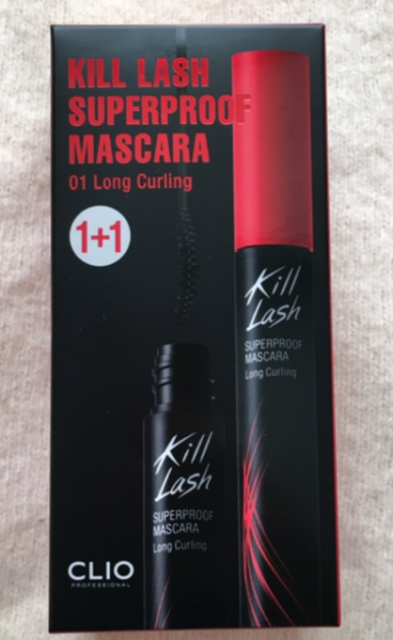 KILL LASH
SUPERPROOF
MASCARA
01 Long Curling
1+1
Kill
Lash
SUPERPROOF
MASCARA
Long Curling
Kill
Lash
SUPERPROOF
MASCARA
Long Curling
CLIO
PROFESSIONAL